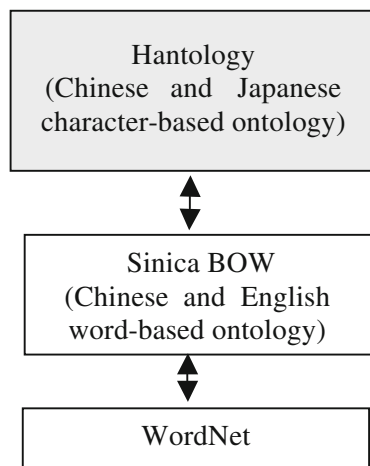 Hantology
(Chinese and Japanese
character-based ontology)
Sinica BOW
(Chinese and English
word-based ontology)
WordNet